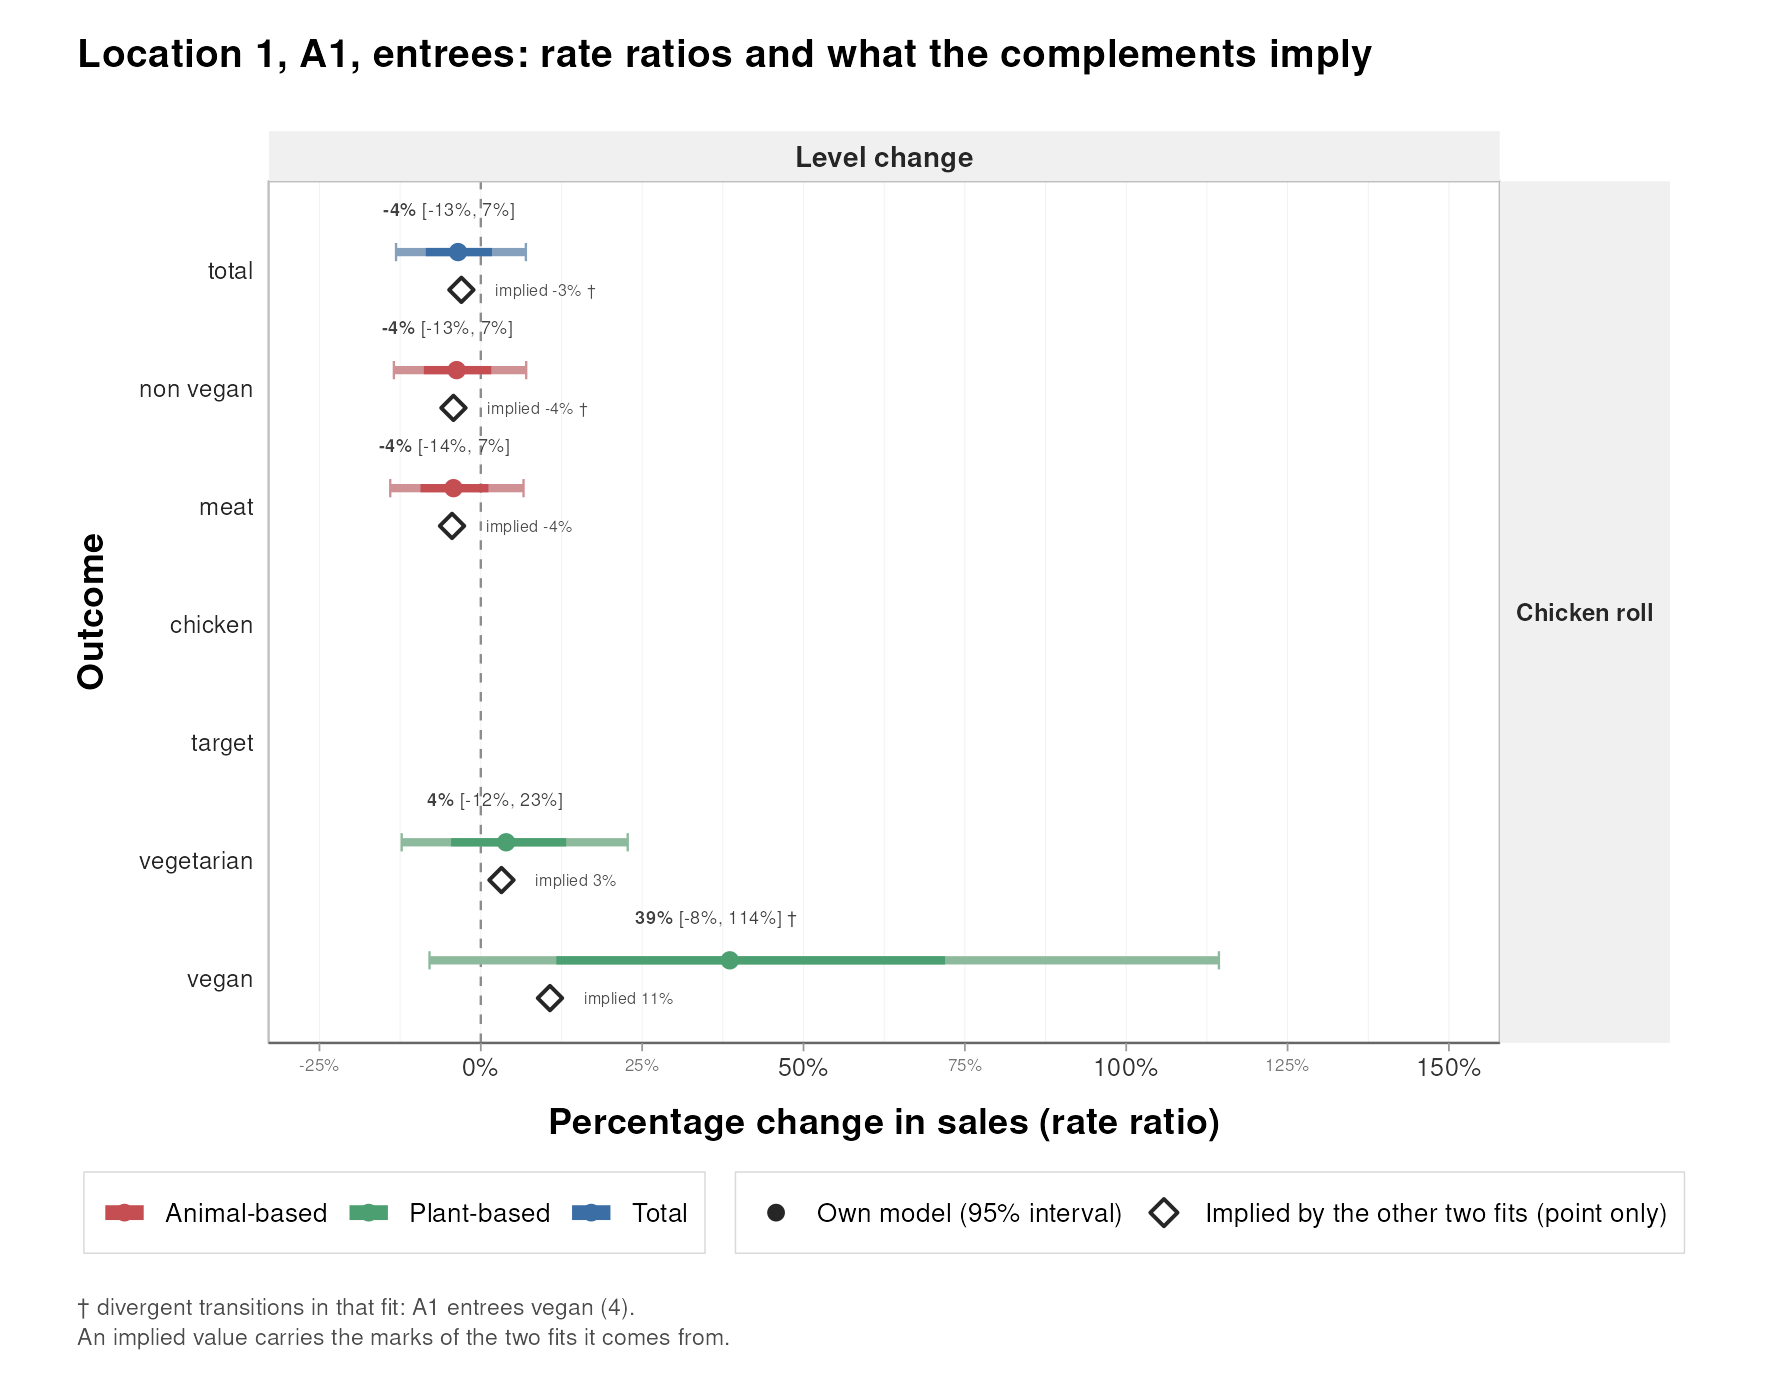 Location 1, A1, entrees: rate ratios and what the complements imply
Level change
Chicken roll
Outcome
total
-4% [-13%, 7%]
implied -3% †
non vegan
-4% [-13%, 7%]
implied -4% †
meat
-4% [-14%, 7%]
implied -4%
chicken
target
vegetarian
4% [-12%, 23%]
implied 3%
vegan
39% [-8%, 114%] †
implied 11%
-25% 0% 25% 50% 75% 100% 125% 150%
Percentage change in sales (rate ratio)
Animal-based Plant-based Total
Own model (95% interval) Implied by the other two fits (point only)
† divergent transitions in that fit: A1 entrees vegan (4).
An implied value carries the marks of the two fits it comes from.